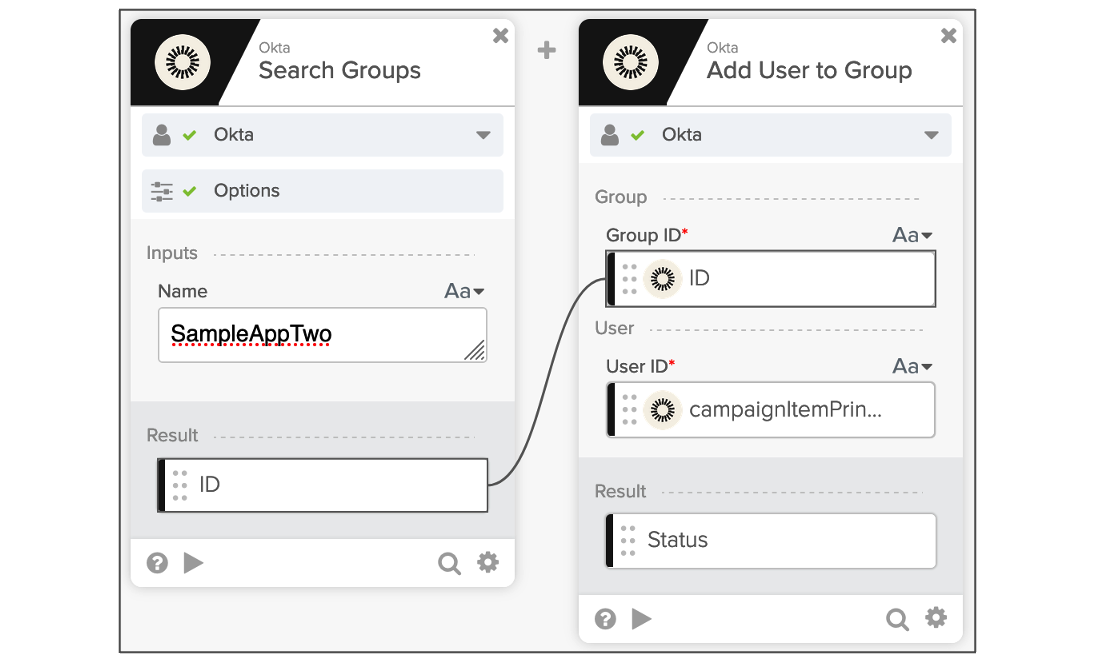 Okta
Search Groups
Okta
Options
Inputs
Name
Aa
SampleAppTwo
Result
ID
Okta
Add User to Group
Okta
Group
Group ID*
Aa
ID
User
User ID*
Aa
campaignItemPrin...
Result
Status